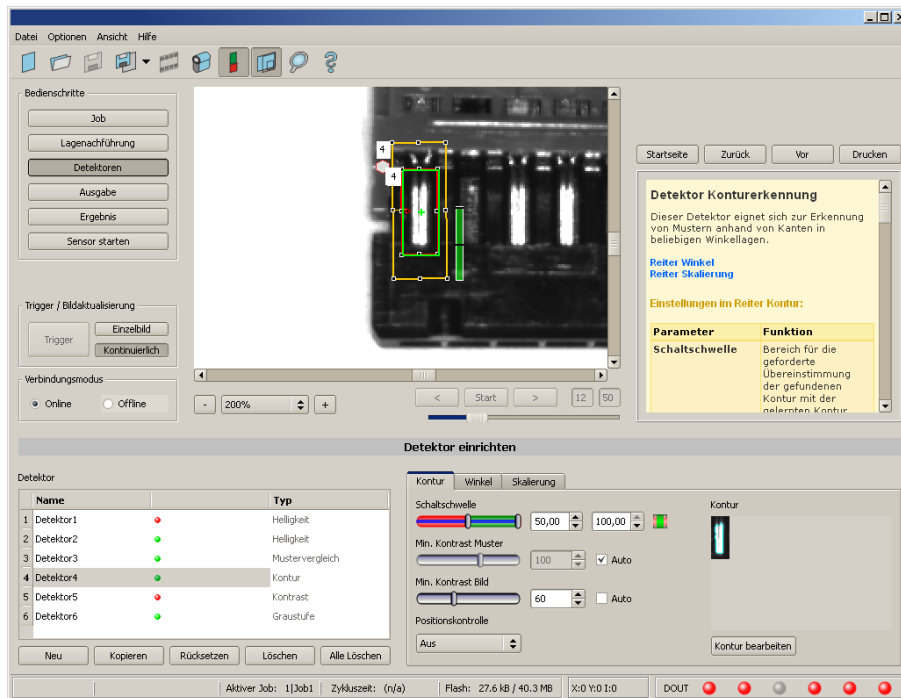 Datei Optionen Ansicht Hilfe
Bedienschritte
Job
Lagenachführung
Detektoren
Ausgabe
Ergebnis
Sensor starten
Trigger / Bildaktualisierung
Trigger
Einzelbild
Kontinuierlich
Verbindungsmodus
Online Offline
4
4
- 200% +
< Start > 12 50
Startseite Zurück Vor Drucken
Detektor Konturerkennung
Dieser Detektor eignet sich zur Erkennung
von Mustern anhand von Kanten in
beliebigen Winkellagen.
Reiter Winkel
Reiter Skalierung
Einstellungen im Reiter Kontur:
Parameter Funktion
Schaltschwelle Bereich für die
geforderte
Übereinstimmung
der gefundenen
Kontur mit der
gelernten Kontur
Detektor einrichten
Detektor
Name Typ
1 Detektor1 Helligkeit
2 Detektor2 Helligkeit
3 Detektor3 Mustervergleich
4 Detektor4 Kontur
5 Detektor5 Kontrast
6 Detektor6 Graustufe
Neu Kopieren Rücksetzen Löschen Alle Löschen
Kontur Winkel Skalierung
Schaltschwelle
50,00 100,00
Min. Kontrast Muster
100 Auto
Min. Kontrast Bild
60 Auto
Positionskontrolle
Aus
Kontur
Kontur bearbeiten
Aktiver Job: 1|Job1 Zykluszeit: (n/a) Flash: 27.6 kB / 40.3 MB X:0 Y:0 I:0 DOUT